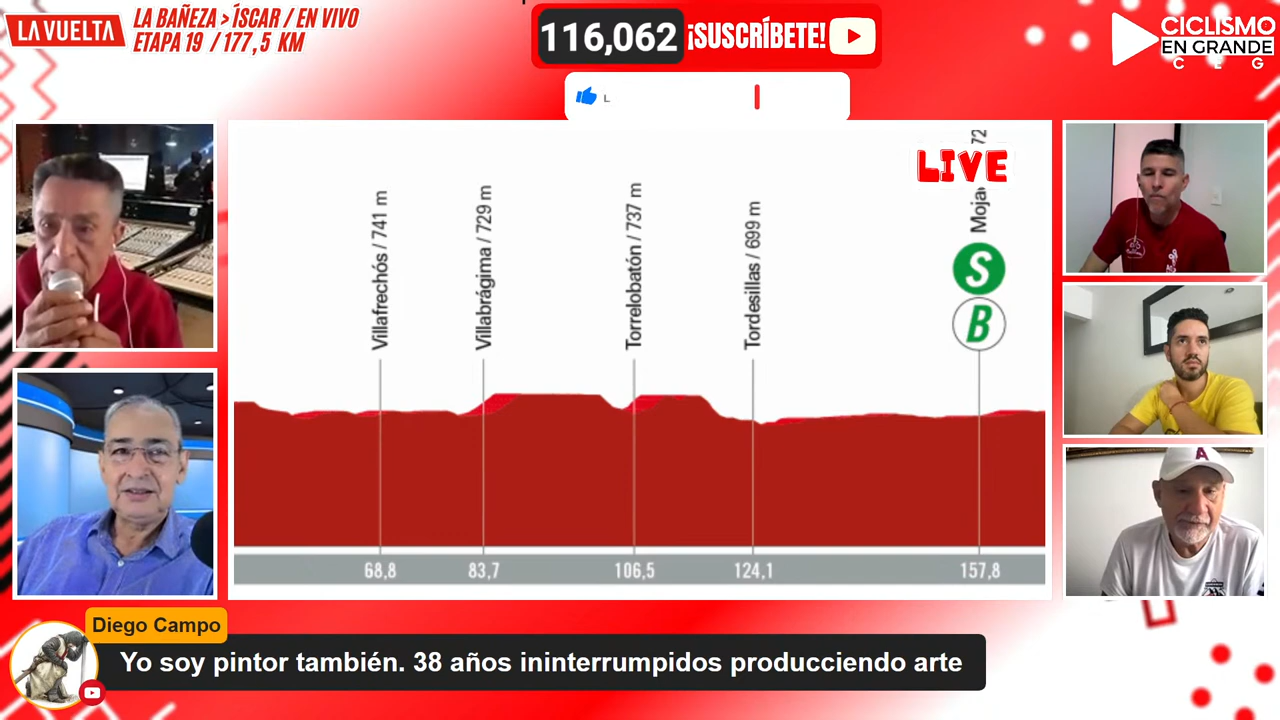 LA VUELTA
LA BAÑEZA > ÍSCAR / EN VIVO
ETAPA 19 / 177,5 KM
116,062
¡SUSCRÍBETE!
CICLISMO
EN GRANDE
C E G
L
LIVE
Villafrechós / 741 m
Villabrágima / 729 m
Torrelobatón / 737 m
Tordesillas / 699 m
72
S
B
68,8
83,7
106,5
124,1
157,8
A
Diego Campo
Yo soy pintor también. 38 años ininterrumpidos producciendo arte